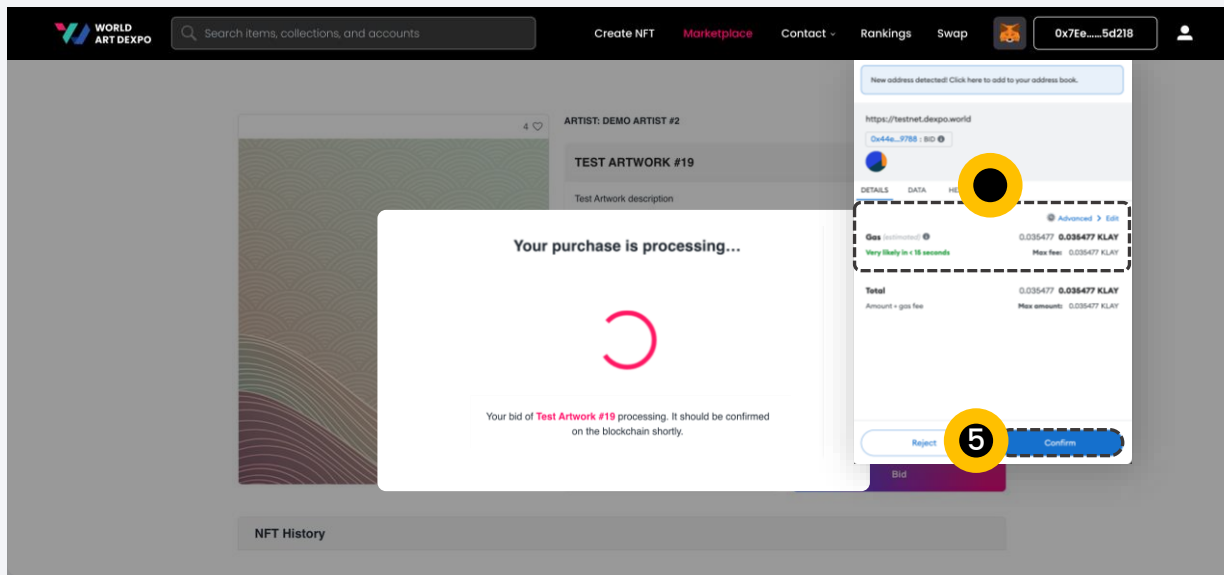 WORLD
ART DEXPO
Search items, collections, and accounts
Create NFT
Marketplace
Contact
Rankings
Swap
0x7Ee......5d218
New address detected! Click here to add to your address book.
4
ARTIST: DEMO ARTIST #2
https://testnet.dexpo.world
0x44e...9788 : BID
TEST ARTWORK #19
DETAILS
DATA
Test Artwork description
Advanced > Edit
Gas (estimated)
0.035477 0.035477 KLAY
Very likely in < 15 seconds
Max fee: 0.035477 KLAY
Your purchase is processing...
Total
0.035477 0.035477 KLAY
Amount + gas fee
Max amount: 0.035477 KLAY
Your bid of Test Artwork #19 processing. It should be confirmed
on the blockchain shortly.
Reject
5
Confirm
Bid
NFT History